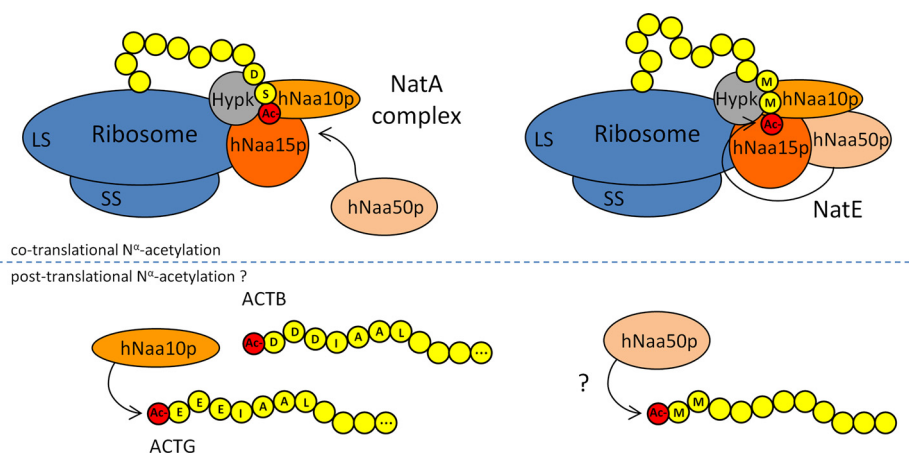 D
S
Ac-
Hypk
hNaa10p
hNaa15p
LS
Ribosome
SS
NatA
complex
hNaa50p
M
M
Ac-
Hypk
hNaa10p
hNaa15p
hNaa50p
LS
Ribosome
SS
NatE
co-translational Nα-acetylation
post-translational Nα-acetylation ?
ACTB
Ac- D D D I A A L ...
hNaa10p
Ac- E E E I A A L ...
ACTG
hNaa50p
?
Ac- M M